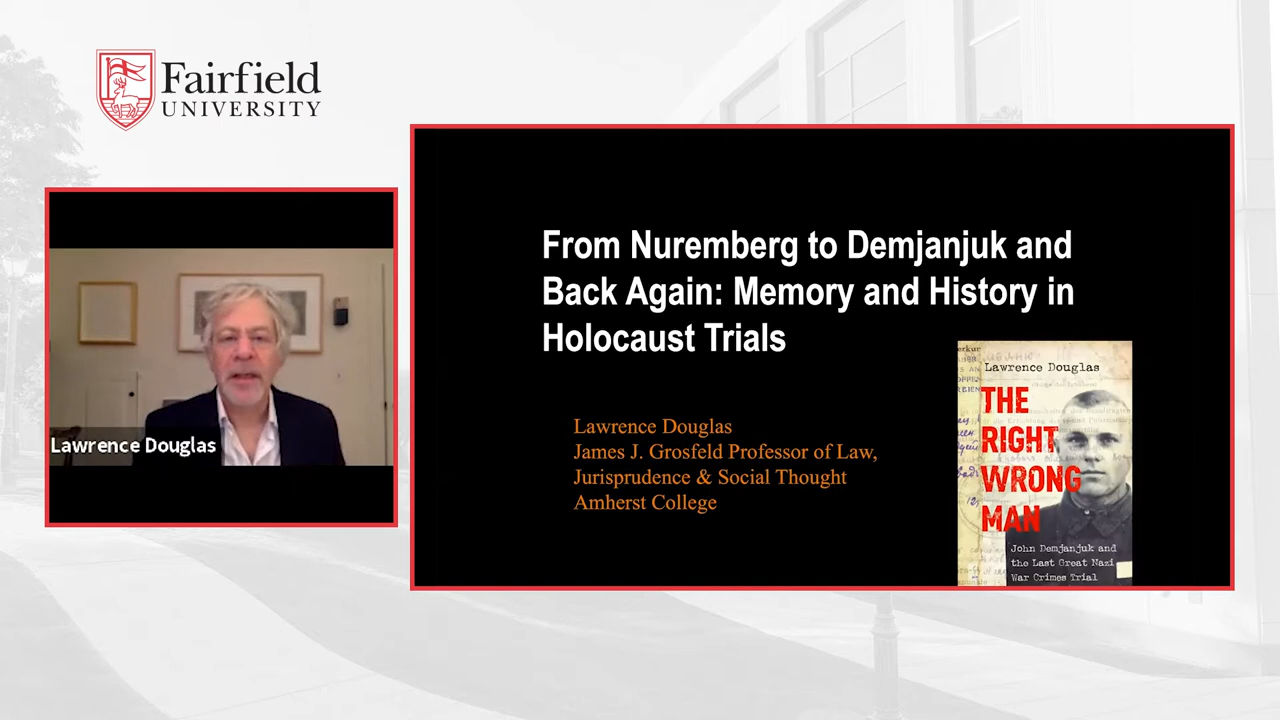 Fairfield
UNIVERSITY
Lawrence Douglas
From Nuremberg to Demjanjuk and
Back Again: Memory and History in
Holocaust Trials
Lawrence Douglas
James J. Grosfeld Professor of Law,
Jurisprudence & Social Thought
Amherst College
Lawrence Douglas
THE
RIGHT
WRONG
MAN
John Demjanjuk and
the Last Great Nazi
War Crimes Trial